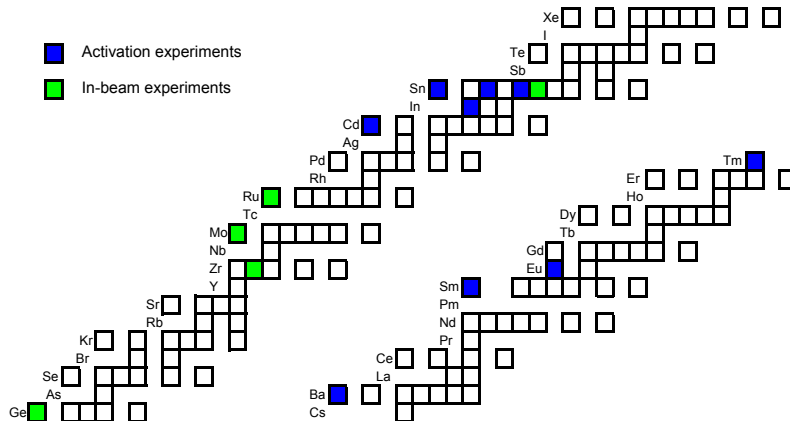 Xe
I
Activation experiments
Te
Sb
In-beam experiments
Sn
In
Cd
Ag
Pd
Tm
Rh
Er
Ru
Ho
Tc
Dy
Mo
Tb
Nb
Gd
Zr
Eu
Y
Sm
Sr
Pm
Rb
Nd
Kr
Pr
Br
Ce
Se
La
As
Ba
Ge
Cs